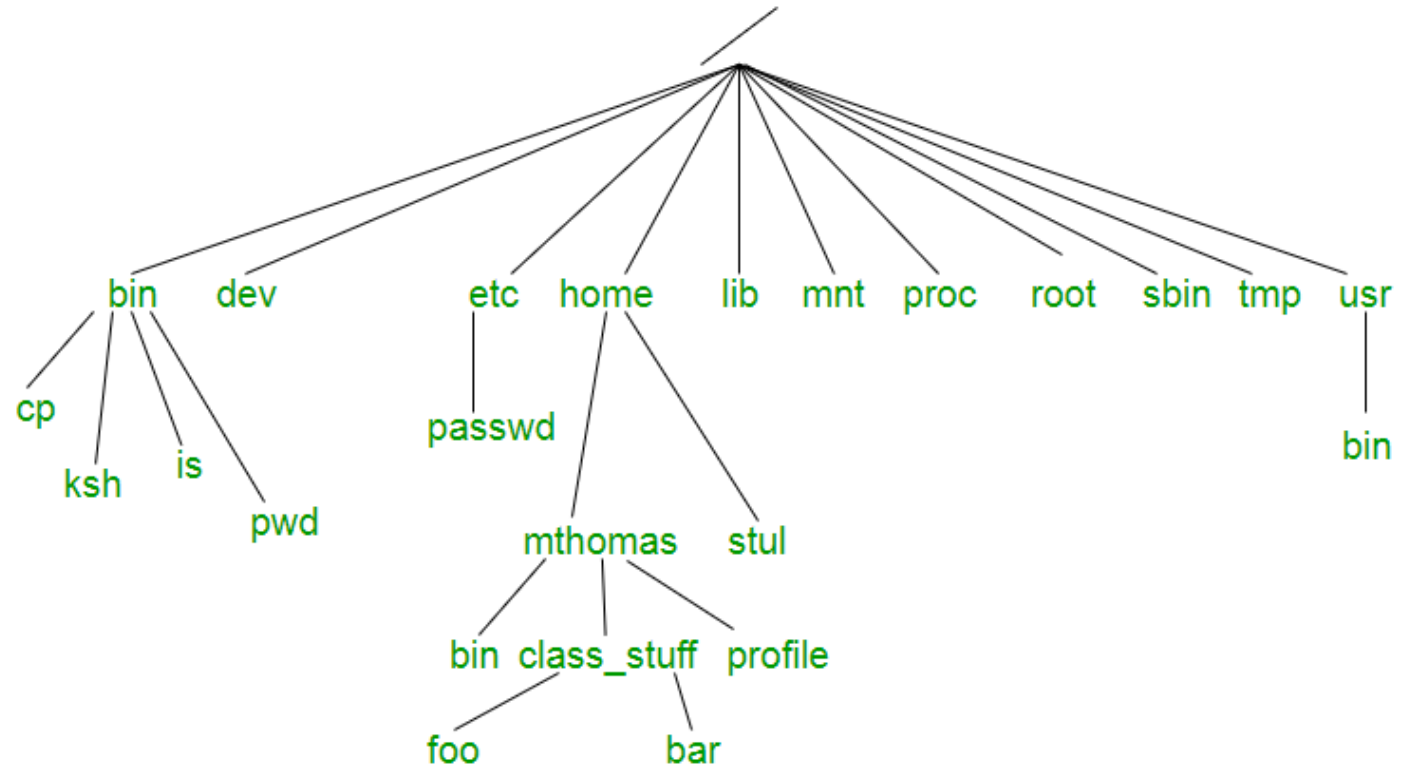 /
bin dev etc home lib mnt proc root sbin tmp usr
cp
passwd
bin
is
ksh
pwd
mthomas stul
bin class_stuff profile
foo bar